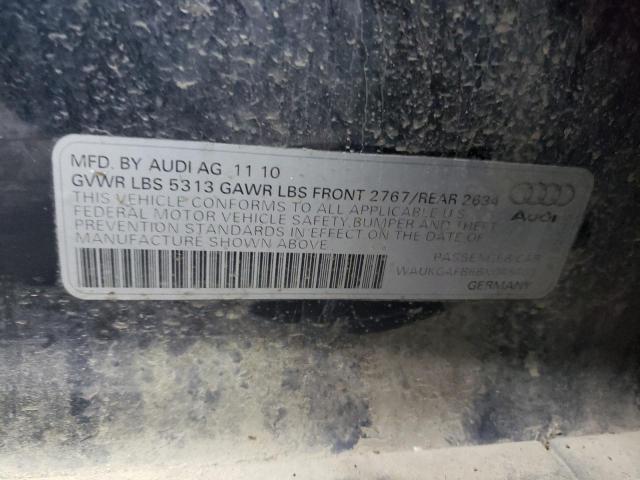 MFD. BY AUDI AG 11 10
GVWR LBS 5313 GAWR LBS FRONT 2767/REAR 2634
THIS VEHICLE CONFORMS TO ALL APPLICABLE U.S.
FEDERAL MOTOR VEHICLE SAFETY, BUMPER AND THEFT
PREVENTION STANDARDS IN EFFECT ON THE DATE OF
MANUFACTURE SHOWN ABOVE.
Audi
PASSENGER CAR
GERMANY